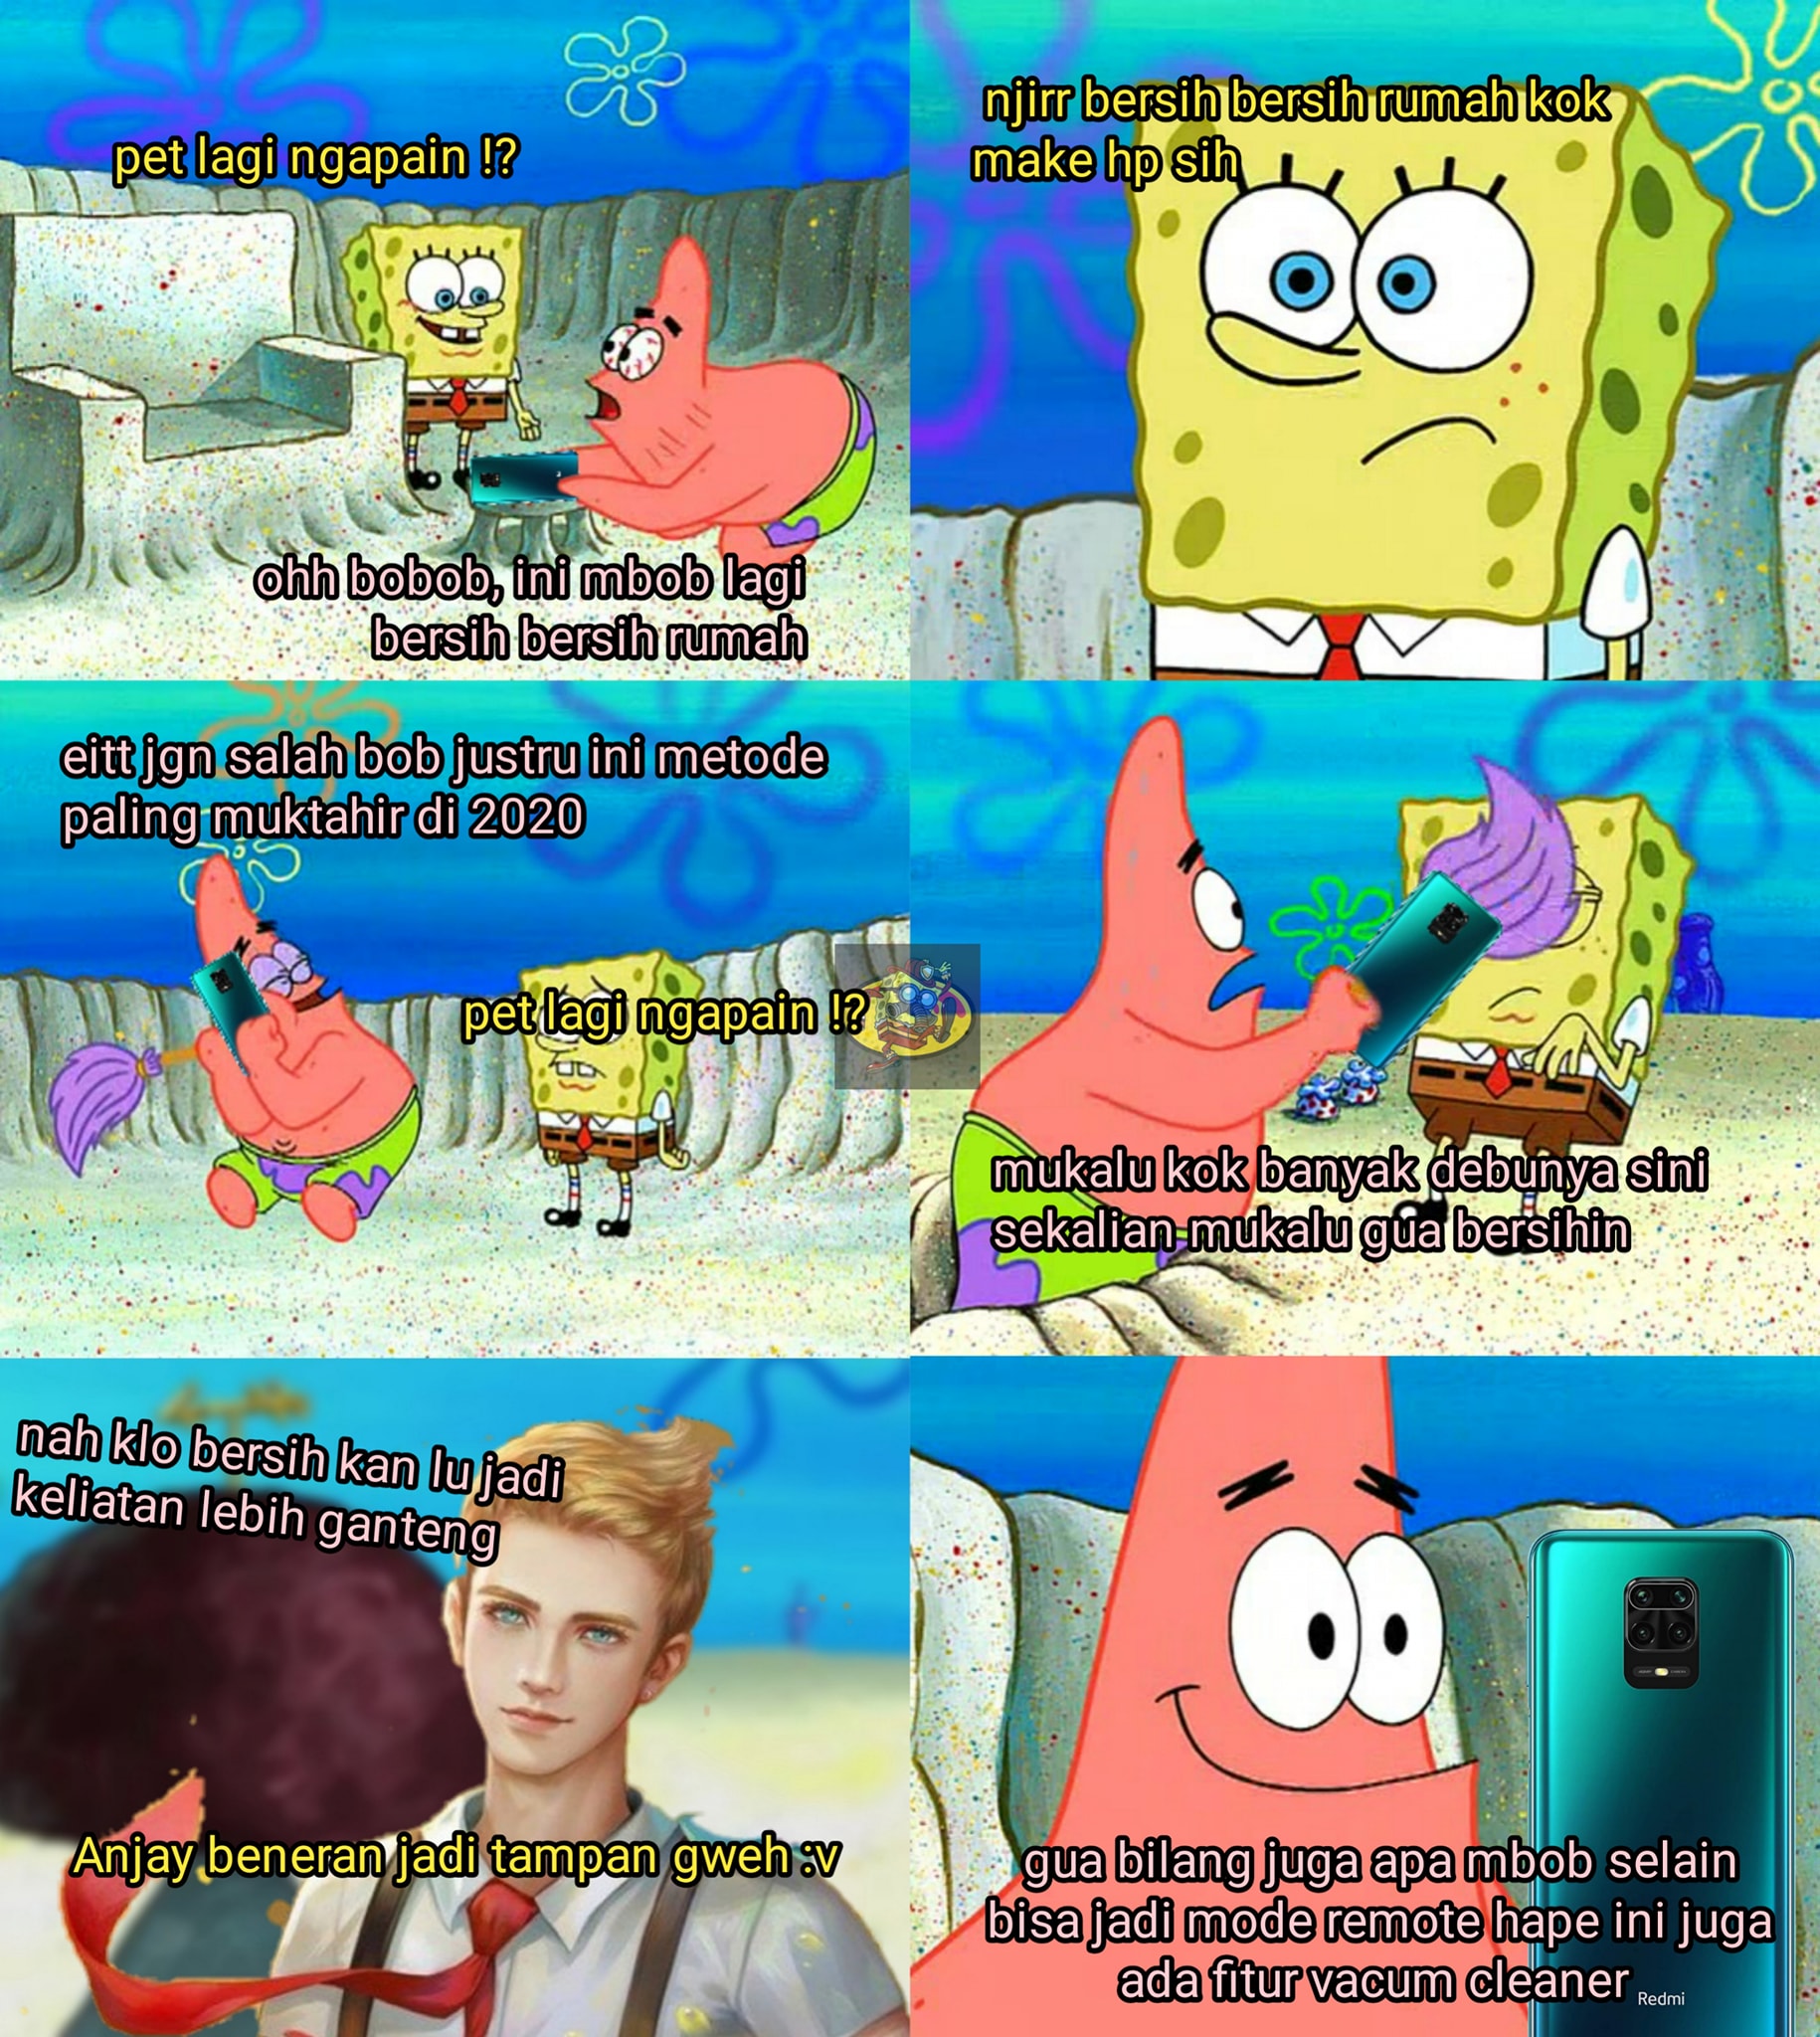 pet lagi ngapain !?
ohh bobob, ini mbob lagi
bersih bersih rumah
njirr bersih bersih rumah kok
make hp sih
eitt jgn salah bob justru ini metode
paling muktahir di 2020
pet lagi ngapain !?
mukalu kok banyak debunya sini
sekalian mukalu gua bersihin
nah klo bersih kan lu jadi
keliatan lebih ganteng
Anjay beneran jadi tampan gweh :v
gua bilang juga apa mbob selain
bisa jadi mode remote hape ini juga
ada fitur vacum cleaner
Redmi